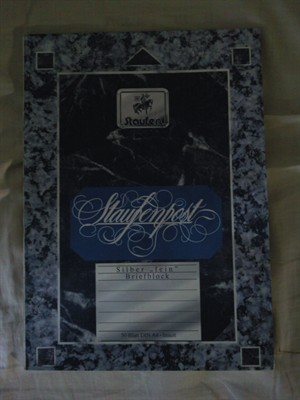 Staufen
Staufenpost
Silber „fein"
Briefblock